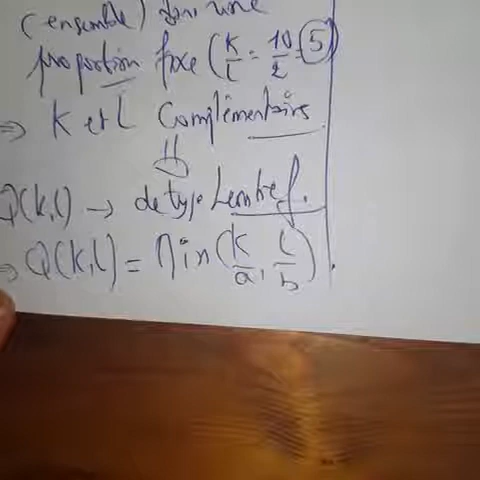 (ensemble) dans une
proportion fixe (K/L = 10/2 = 5)
⇒ K et L Complémentaires.
⇓
Q(K,L) → de type Leontief.
⇒ Q(K,L) = Min(K/a, L/b).